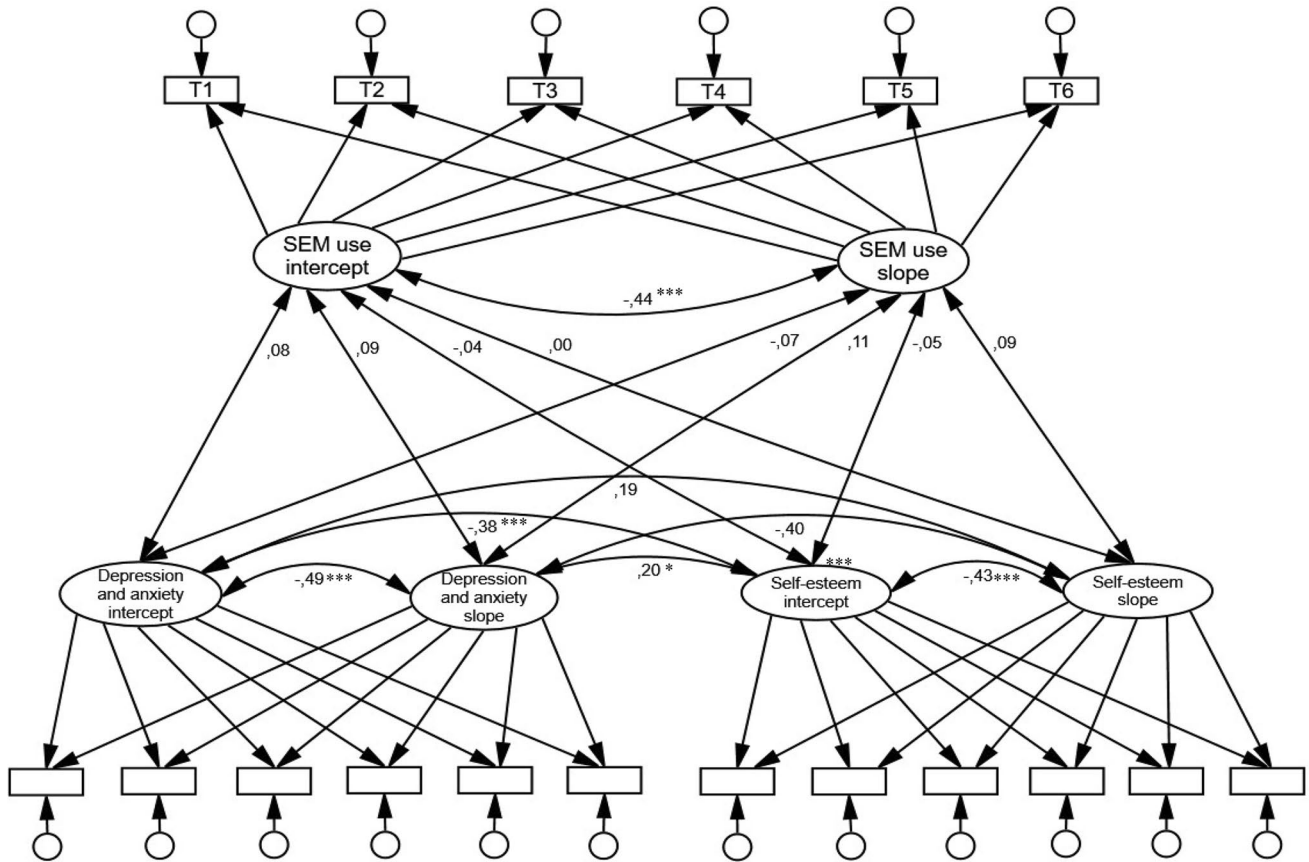 T1
T2
T3
T4
T5
T6
SEM use
intercept
SEM use
slope
-,44 ***
,08
,09
-,04
,00
-,07
,11
-,05
,09
,19
-,38 ***
-,40
***
-,49***
,20 *
-,43***
Depression
and anxiety
intercept
Depression
and anxiety
slope
Self-esteem
intercept
Self-esteem
slope